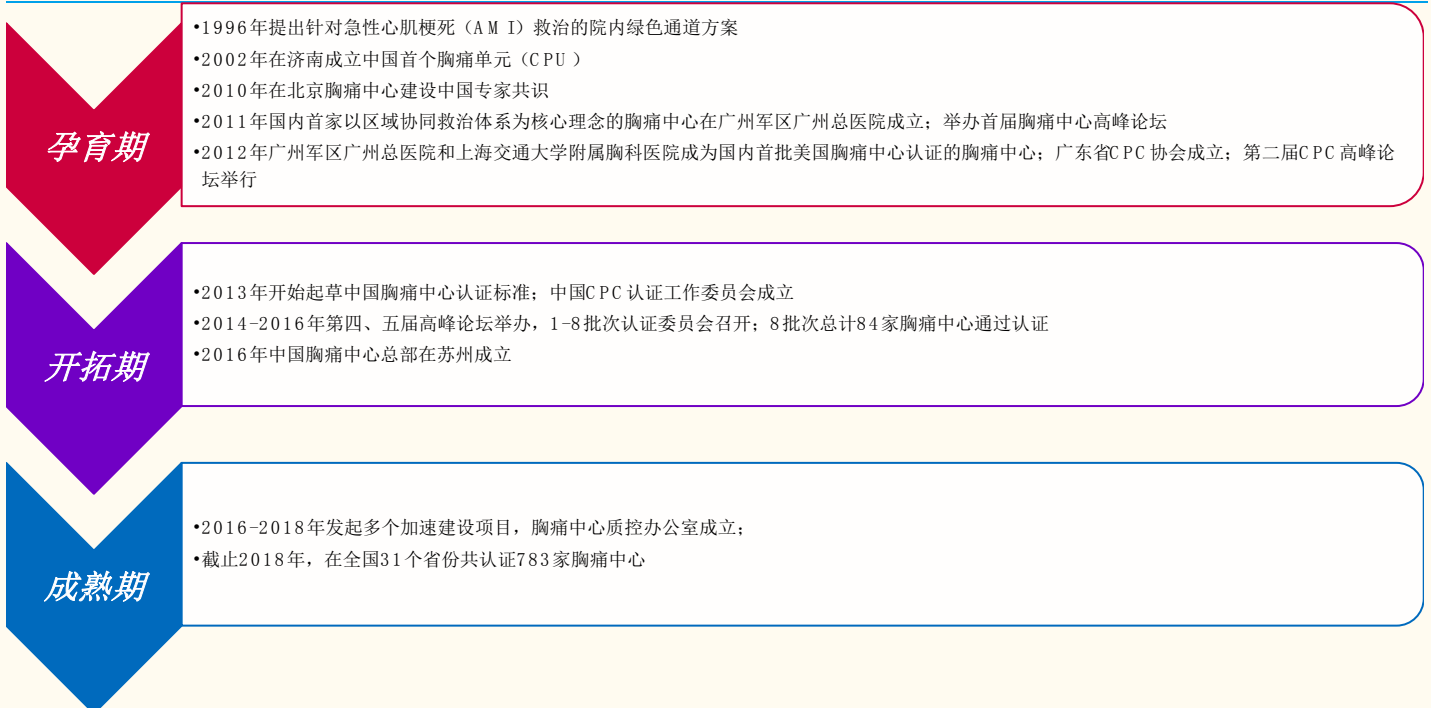 孕育期
•1996年提出针对急性心肌梗死（AMI）救治的院内绿色通道方案
•2002年在济南成立中国首个胸痛单元（CPU）
•2010年在北京胸痛中心建设中国专家共识
•2011年国内首家以区域协同救治体系为核心理念的胸痛中心在广州军区广州总医院成立；举办首届胸痛中心高峰论坛
•2012年广州军区广州总医院和上海交通大学附属胸科医院成为国内首批美国胸痛中心认证的胸痛中心；广东省CPC协会成立；第二届CPC高峰论
坛举行
开拓期
•2013年开始起草中国胸痛中心认证标准；中国CPC认证工作委员会成立
•2014-2016年第四、五届高峰论坛举办，1-8批次认证委员会召开；8批次总计84家胸痛中心通过认证
•2016年中国胸痛中心总部在苏州成立
成熟期
•2016-2018年发起多个加速建设项目，胸痛中心质控办公室成立；
•截止2018年，在全国31个省份共认证783家胸痛中心